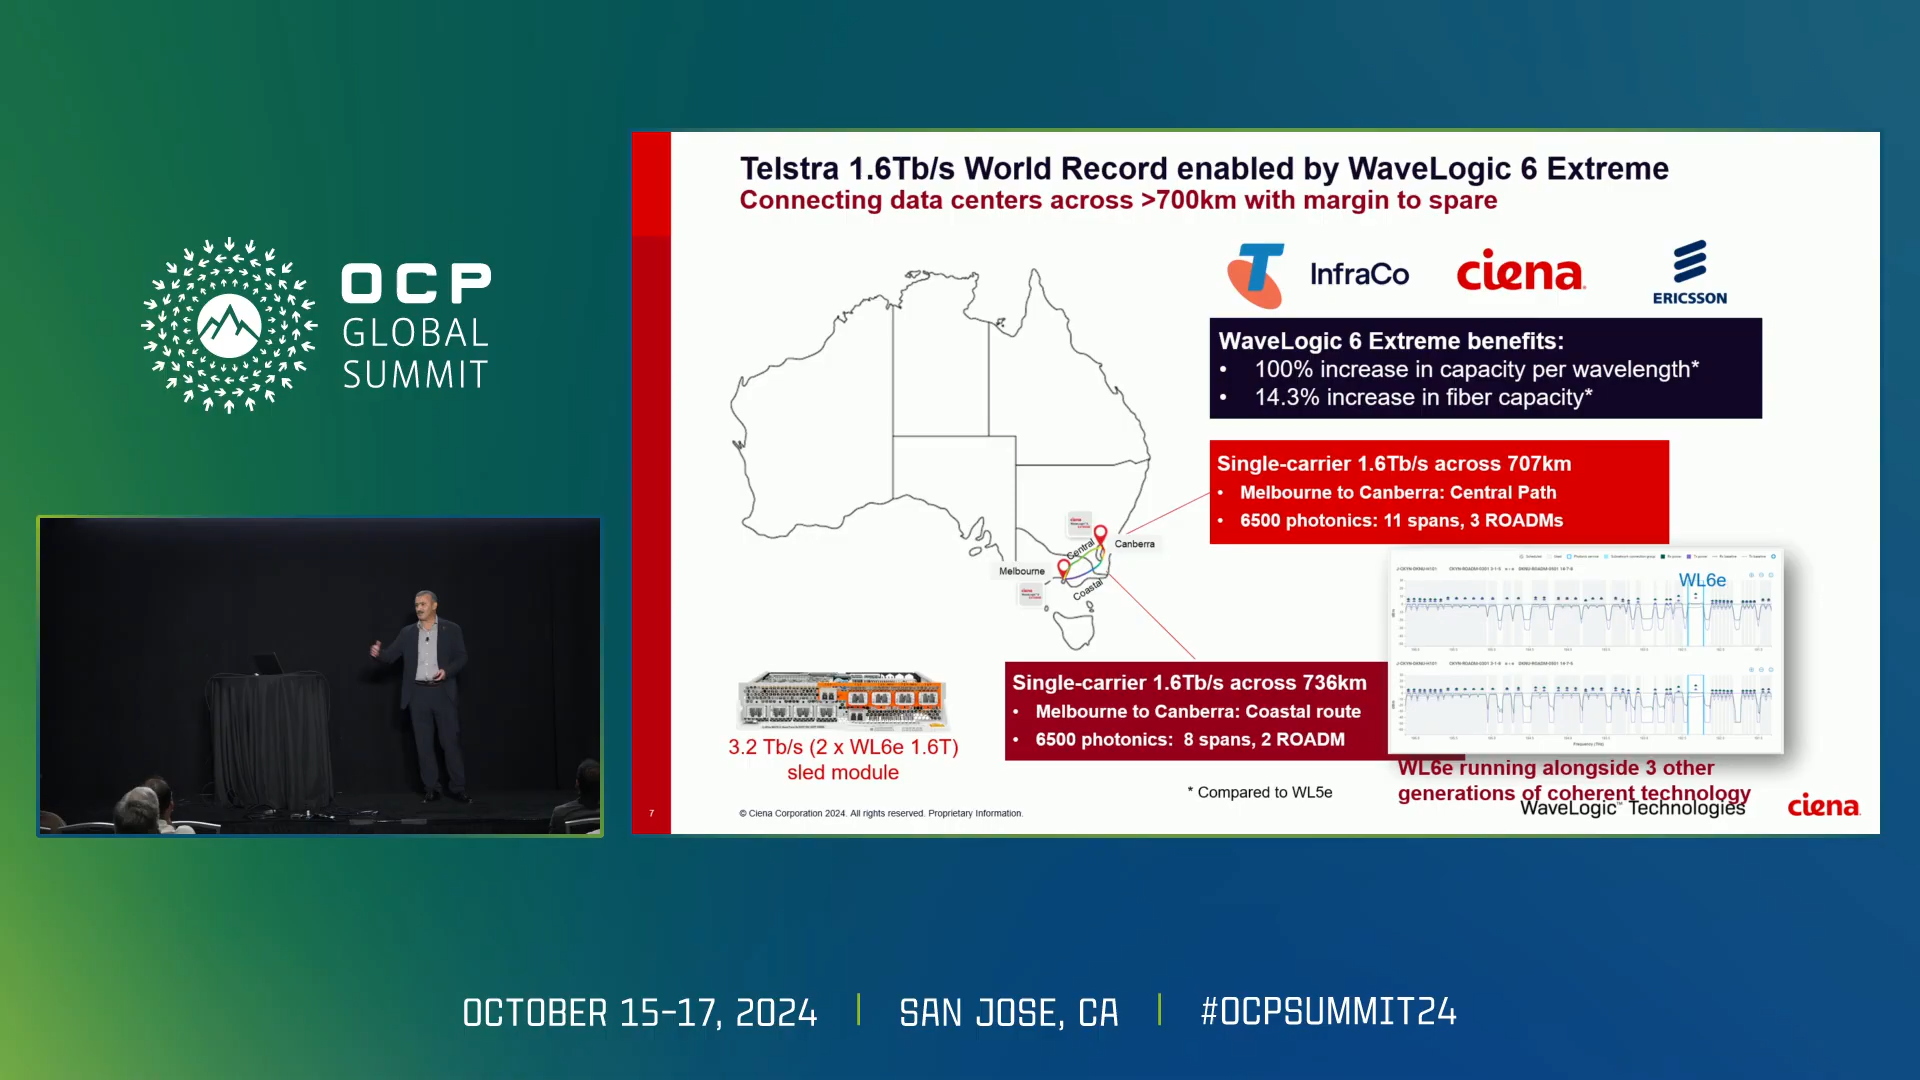 OCP
GLOBAL
SUMMIT
Telstra 1.6Tb/s World Record enabled by WaveLogic 6 Extreme
Connecting data centers across >700km with margin to spare
T InfraCo
ciena
ERICSSON
WaveLogic 6 Extreme benefits:
• 100% increase in capacity per wavelength*
• 14.3% increase in fiber capacity*
Single-carrier 1.6Tb/s across 707km
• Melbourne to Canberra: Central Path
• 6500 photonics: 11 spans, 3 ROADMs
Central
Canberra
Melbourne
Coastal
WL6e
Frequency (THz)
Single-carrier 1.6Tb/s across 736km
• Melbourne to Canberra: Coastal route
• 6500 photonics: 8 spans, 2 ROADM
3.2 Tb/s (2 x WL6e 1.6T)
sled module
WL6e running alongside 3 other
generations of coherent technology
* Compared to WL5e
7
© Ciena Corporation 2024. All rights reserved. Proprietary Information.
WaveLogic™ Technologies
ciena
OCTOBER 15-17, 2024
SAN JOSE, CA
#OCPSUMMIT24